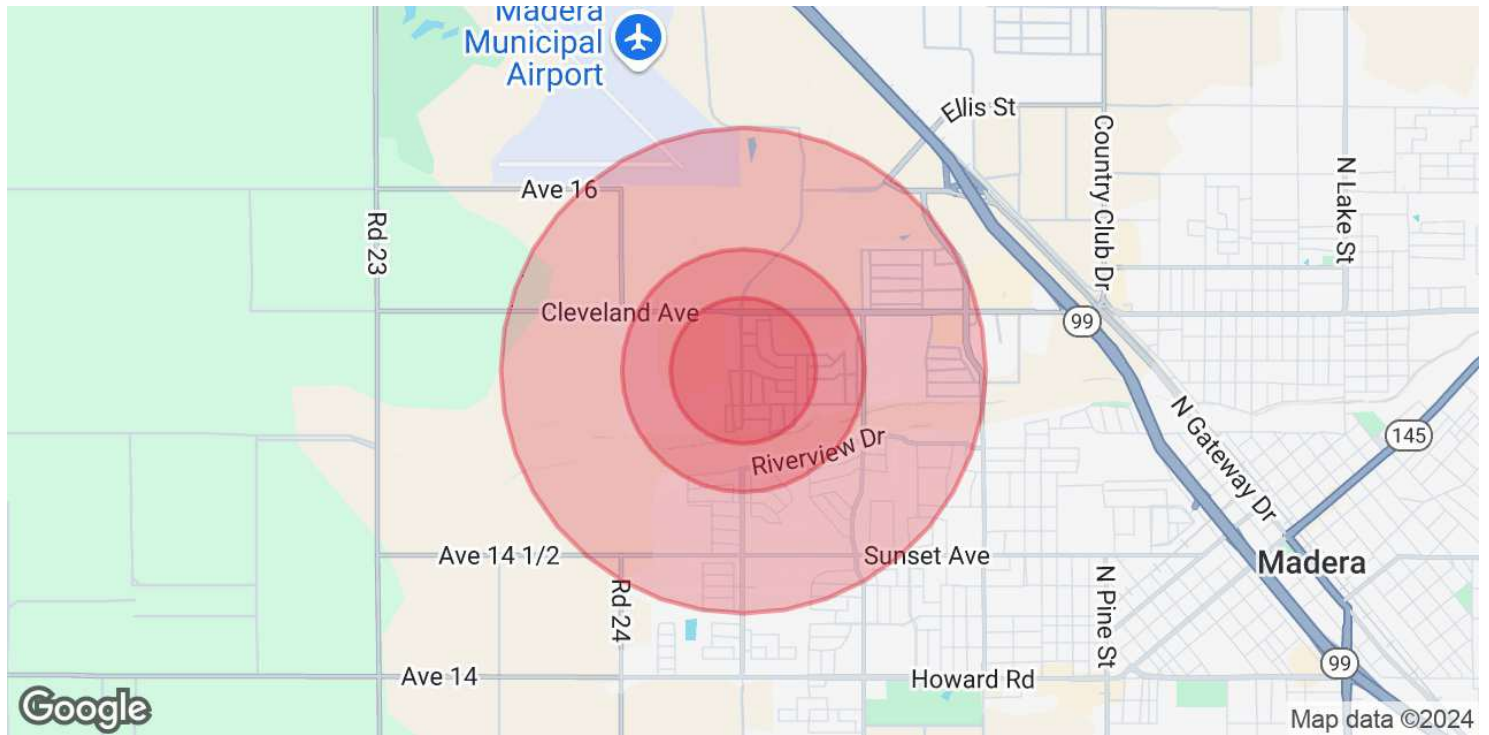 Madera
Municipal
Airport
Ellis St
Country Club Dr
N Lake St
Ave 16
Rd 23
Cleveland Ave
99
N Gateway Dr
145
Riverview Dr
Ave 14 1/2
Sunset Ave
Madera
Rd 24
N Pine St
99
Ave 14
Howard Rd
Google
Map data ©2024